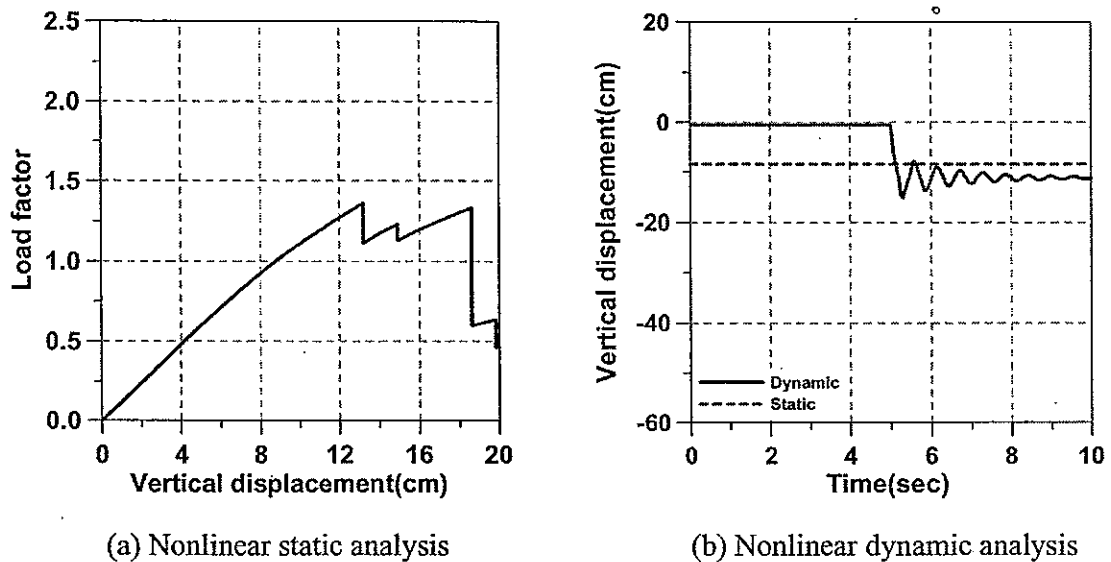 2.5
2.0
1.5
1.0
0.5
0.0
Load factor
0 4 8 12 16 20
Vertical displacement(cm)
(a) Nonlinear static analysis
20
0
-20
-40
-60
Vertical displacement(cm)
Dynamic
Static
0 2 4 6 8 10
Time(sec)
(b) Nonlinear dynamic analysis